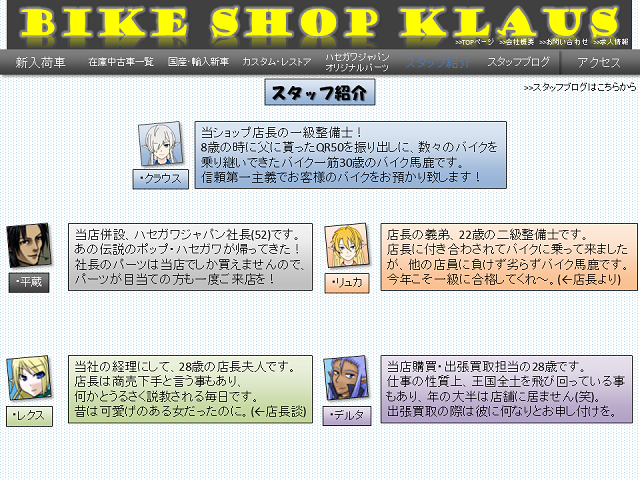 BIKE SHOP KLAUS
>>TOPページ >>会社概要 >>お問い合わせ >>求人情報
新入荷車 在庫中古車一覧 国産・輸入新車 カスタム・レストア ハセガワジャパン オリジナルパーツ スタッフ紹介 スタッフブログ アクセス
スタッフ紹介
>>スタッフブログはこちらから
当ショップ店長の一級整備士！
8歳の時に父に貰ったQR50を振り出しに、数々のバイクを
乗り継いできたバイク一筋30歳のバイク馬鹿です。
信頼第一主義でお客様のバイクをお預かり致します！
・クラウス
当店併設、ハセガワジャパン社長(52)です。
あの伝説のポップ・ハセガワが帰ってきた！
社長のパーツは当店でしか買えませんので、
パーツが目当ての方も一度ご来店を！
・平蔵
店長の義弟、22歳の二級整備士です。
店長に付き合わされてバイクに乗って来ました
が、他の店員に負けず劣らずバイク馬鹿です。
今年こそ一級に合格してくれ～。(←店長より)
・リュカ
当社の経理にして、28歳の店長夫人です。
店長は商売下手と言う事もあり、
何かとうるさく説教される毎日です。
昔は可愛げのある女だったのに。(←店長談)
・レクス
当店購買・出張買取担当の28歳です。
仕事の性質上、王国全土を飛び回っている事
もあり、年の大半は店舗に居ません(笑)。
出張買取の際は彼に何なりとお申し付けを。
・デルタ